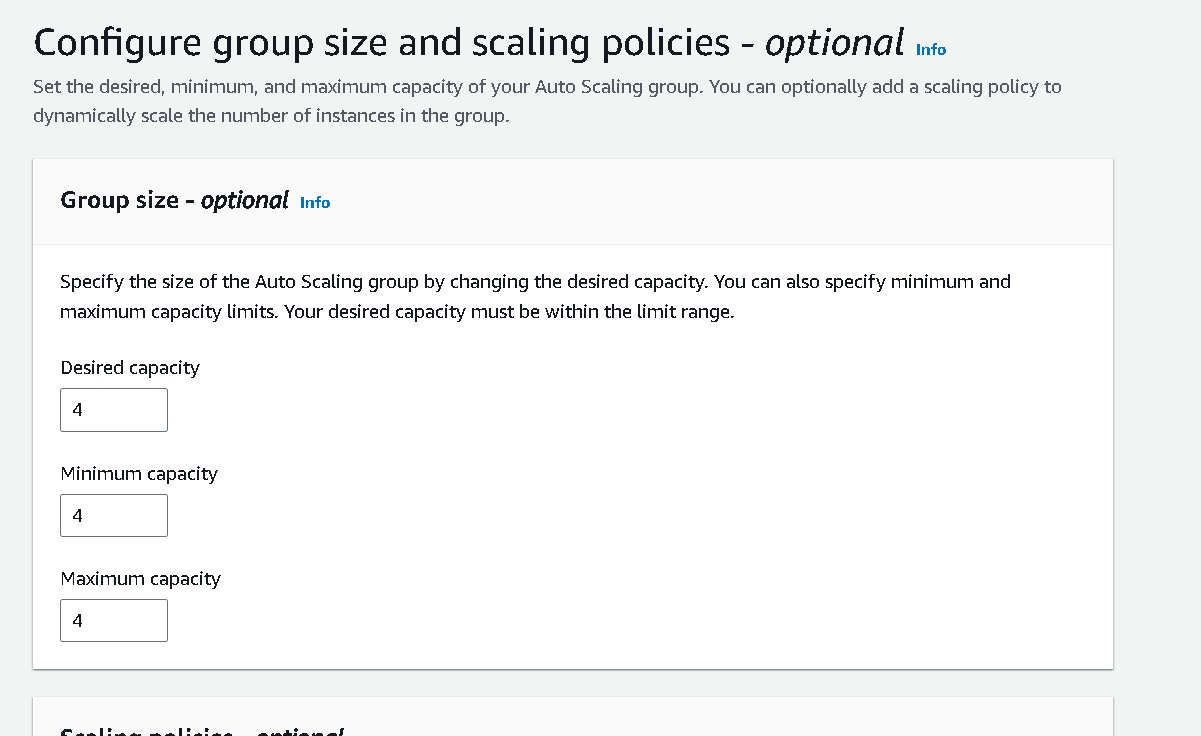 Configure group size and scaling policies - optional Info
Set the desired, minimum, and maximum capacity of your Auto Scaling group. You can optionally add a scaling policy to
dynamically scale the number of instances in the group.
Group size - optional Info
Specify the size of the Auto Scaling group by changing the desired capacity. You can also specify minimum and
maximum capacity limits. Your desired capacity must be within the limit range.
Desired capacity
4
Minimum capacity
4
Maximum capacity
4
Scaling policies - optional